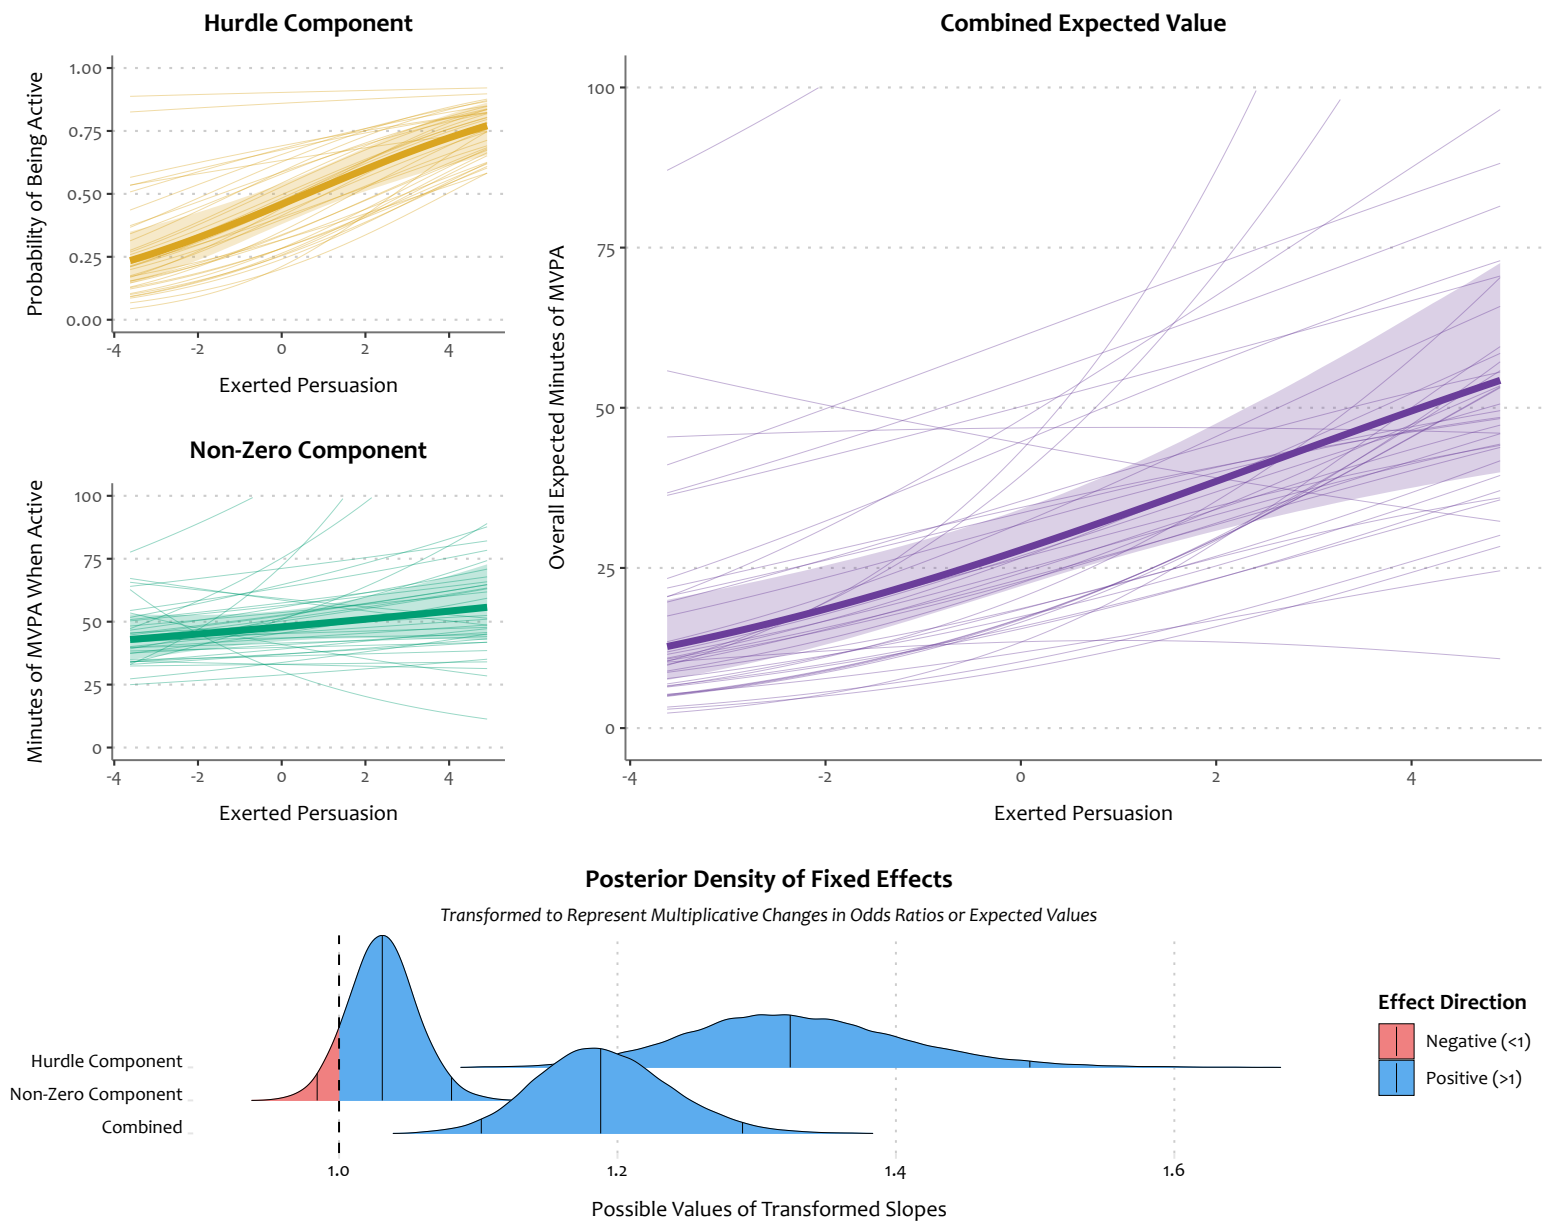 Hurdle Component
Probability of Being Active
1.00
0.75
0.50
0.25
0.00
-4 -2 0 2 4
Exerted Persuasion
Non-Zero Component
Minutes of MVPA When Active
100
75
50
25
0
-4 -2 0 2 4
Exerted Persuasion
Combined Expected Value
Overall Expected Minutes of MVPA
100
75
50
25
0
-4 -2 0 2 4
Exerted Persuasion
Posterior Density of Fixed Effects
Transformed to Represent Multiplicative Changes in Odds Ratios or Expected Values
Hurdle Component
Non-Zero Component
Combined
1.0 1.2 1.4 1.6
Possible Values of Transformed Slopes
Effect Direction
Negative (<1)
Positive (>1)